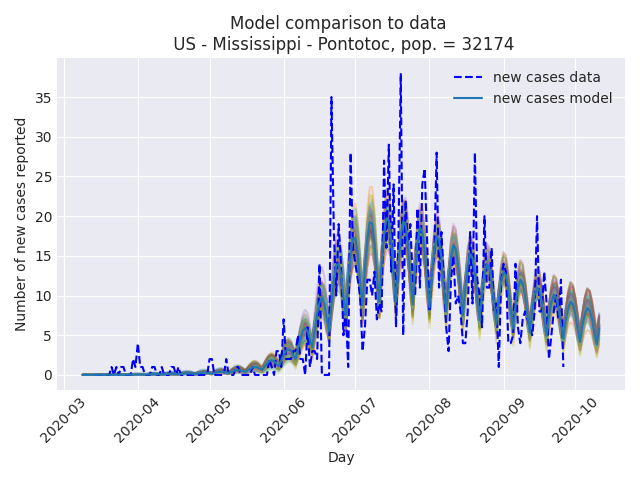 Model comparison to data
US - Mississippi - Pontotoc, pop. = 32174
new cases data
new cases model
Number of new cases reported
35
30
25
20
15
10
5
0
2020-03
2020-04
2020-05
2020-06
2020-07
2020-08
2020-09
2020-10
Day